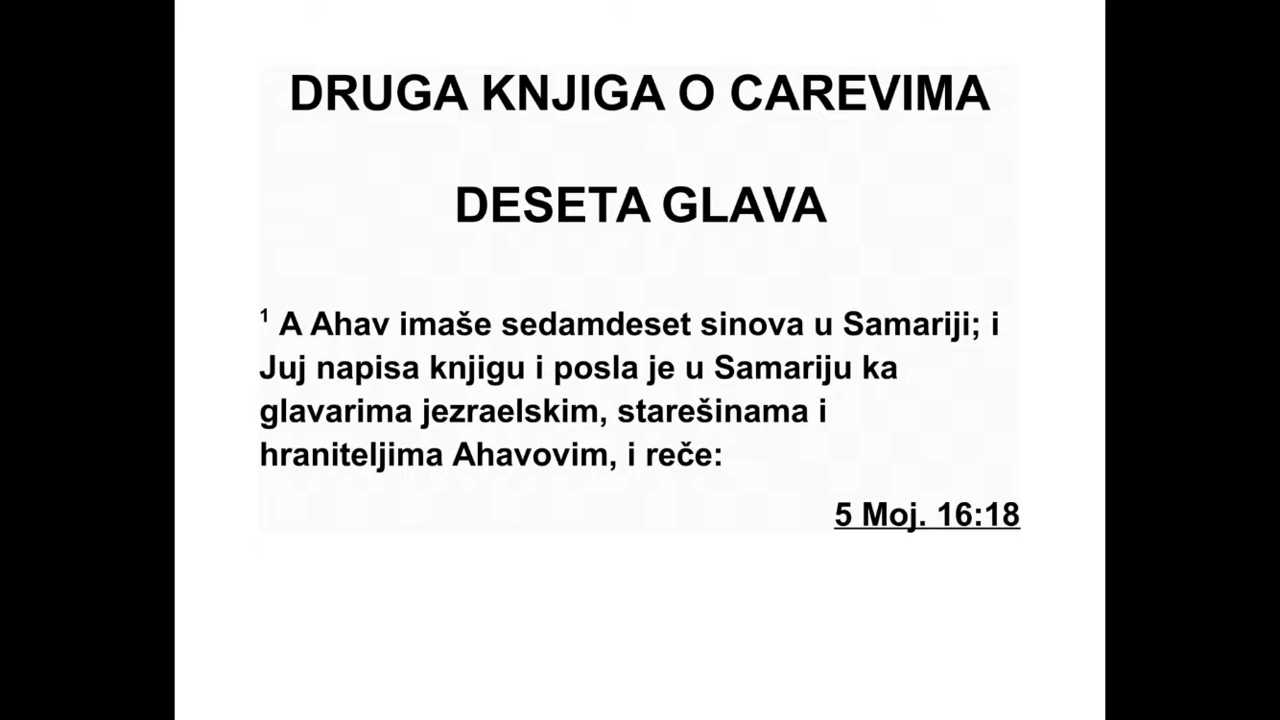 DRUGA KNJIGA O CAREVIMA
DESETA GLAVA
¹ A Ahav imaše sedamdeset sinova u Samariji; i
Juj napisa knjigu i posla je u Samariju ka
glavarima jezraelskim, starešinama i
hraniteljima Ahavovim, i reče:
5 Moj. 16:18